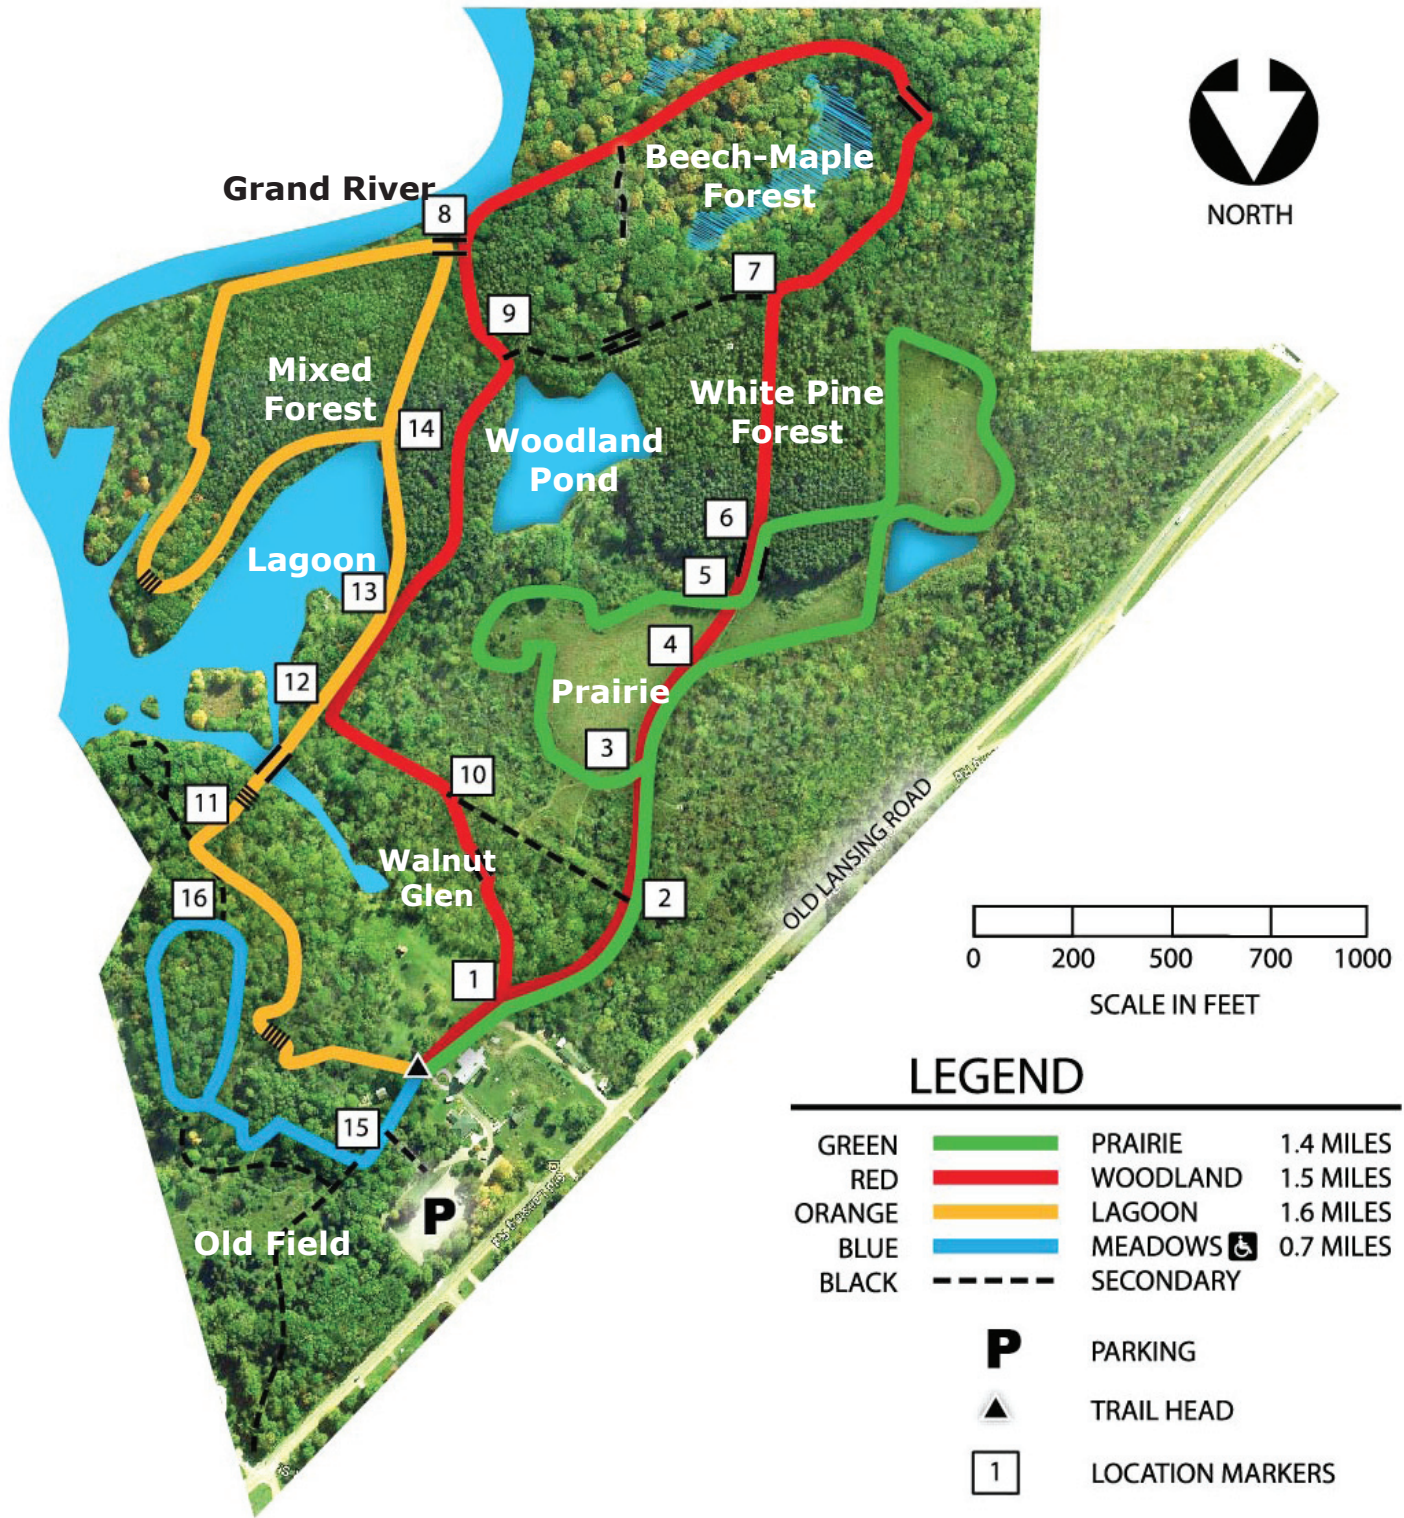 NORTH
Grand River
8
Beech-Maple
Forest
7
9
Mixed
Forest
14
White Pine
Forest
Woodland
Pond
6
5
Lagoon
13
4
12
Prairie
3
10
11
OLD LANSING ROAD
Walnut
Glen
16
2
1
0 200 500 700 1000
SCALE IN FEET
15
P
Old Field
LEGEND
GREEN PRAIRIE 1.4 MILES
RED WOODLAND 1.5 MILES
ORANGE LAGOON 1.6 MILES
BLUE MEADOWS 0.7 MILES
BLACK SECONDARY
P PARKING
TRAIL HEAD
1 LOCATION MARKERS